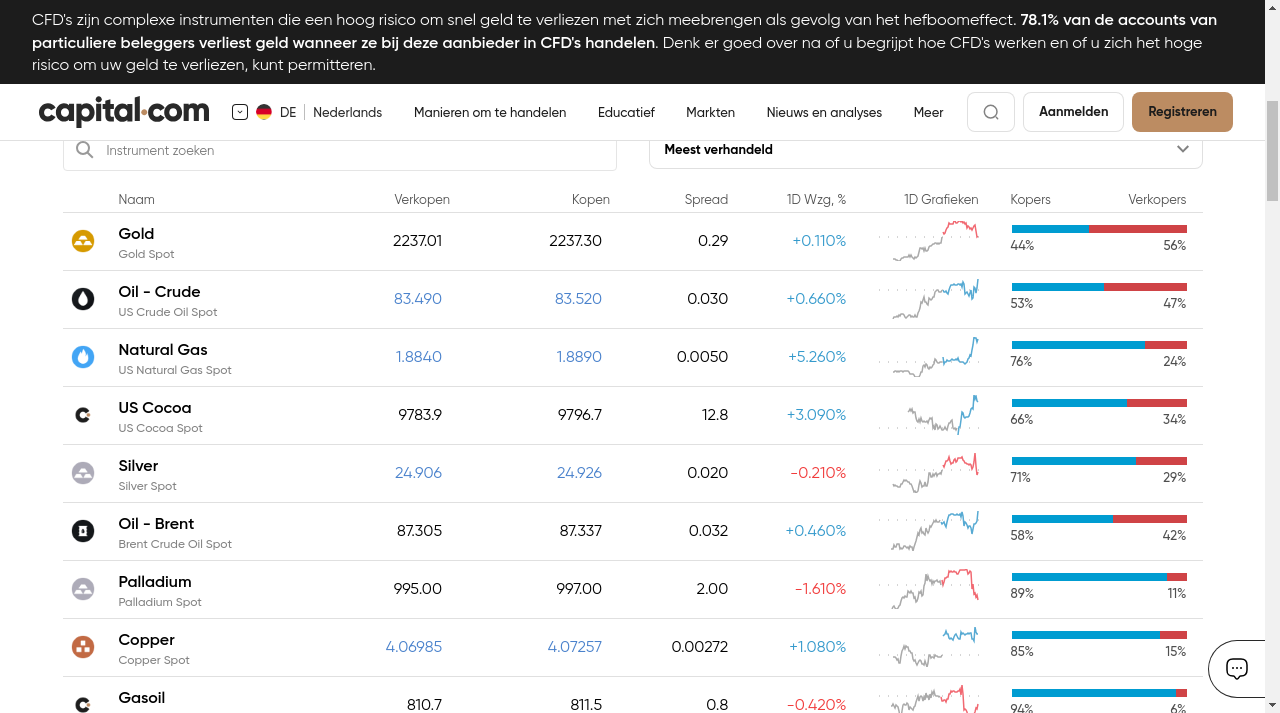 CFD's zijn complexe instrumenten die een hoog risico om snel geld te verliezen met zich meebrengen als gevolg van het hefboomeffect. 78.1% van de accounts van
particuliere beleggers verliest geld wanneer ze bij deze aanbieder in CFD's handelen. Denk er goed over na of u begrijpt hoe CFD's werken en of u zich het hoge
risico om uw geld te verliezen, kunt permitteren.
capital.com DE Nederlands Manieren om te handelen Educatief Markten Nieuws en analyses Meer Aanmelden Registreren
Instrument zoeken Meest verhandeld
Naam Verkopen Kopen Spread 1D Wzg, % 1D Grafieken Kopers Verkopers
Gold 2237.01 2237.30 0.29 +0.110% 44% 56%
Gold Spot
Oil - Crude 83.490 83.520 0.030 +0.660% 53% 47%
US Crude Oil Spot
Natural Gas 1.8840 1.8890 0.0050 +5.260% 76% 24%
US Natural Gas Spot
US Cocoa 9783.9 9796.7 12.8 +3.090% 66% 34%
US Cocoa Spot
Silver 24.906 24.926 0.020 -0.210% 71% 29%
Silver Spot
Oil - Brent 87.305 87.337 0.032 +0.460% 58% 42%
Brent Crude Oil Spot
Palladium 995.00 997.00 2.00 -1.610% 89% 11%
Palladium Spot
Copper 4.06985 4.07257 0.00272 +1.080% 85% 15%
Copper Spot
Gasoil 810.7 811.5 0.8 -0.420% 94% 6%